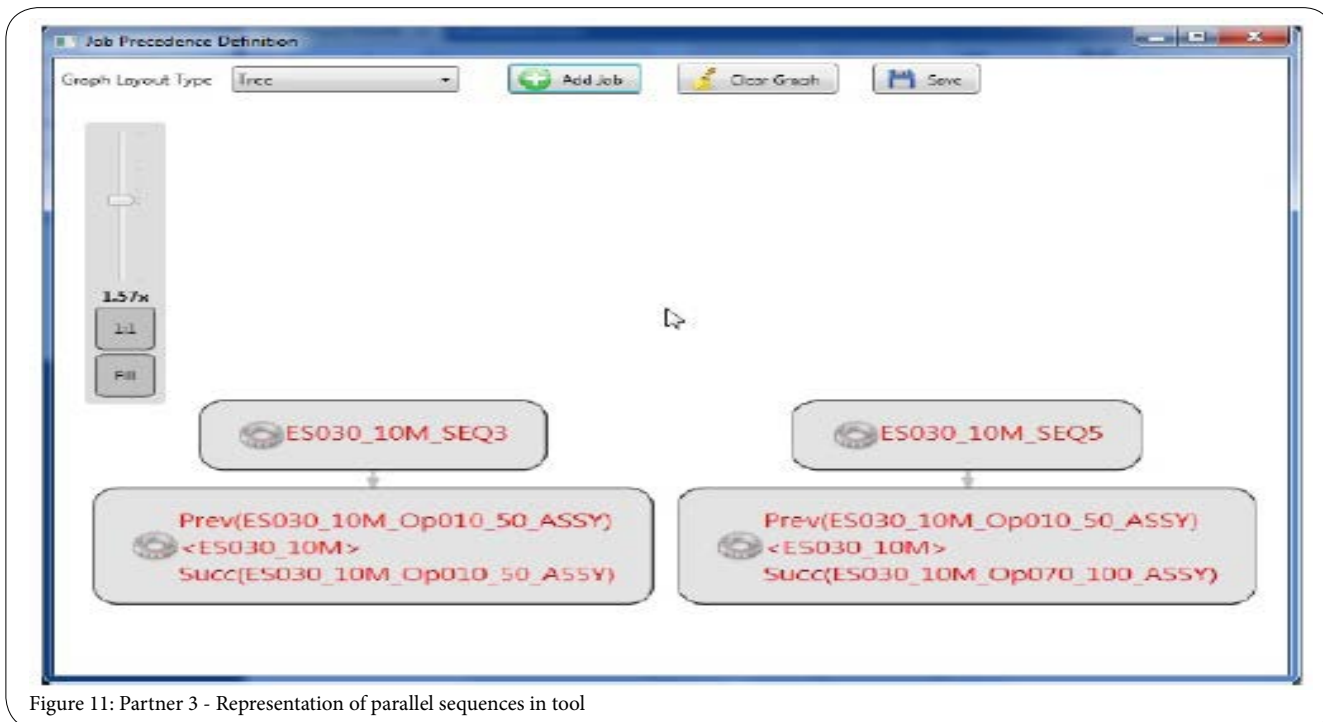 Job Precedence Definition
Graph Layout Type Tree Add Job Clear Graph Save
1.57x
1:1
Fill
ES030_10M_SEQ3 ES030_10M_SEQ5
Prev(ES030_10M_Op010_50_ASSY) Prev(ES030_10M_Op010_50_ASSY)
<ES030_10M> <ES030_10M>
Succ(ES030_10M_Op010_50_ASSY) Succ(ES030_10M_Op070_100_ASSY)
Figure 11: Partner 3 - Representation of parallel sequences in tool